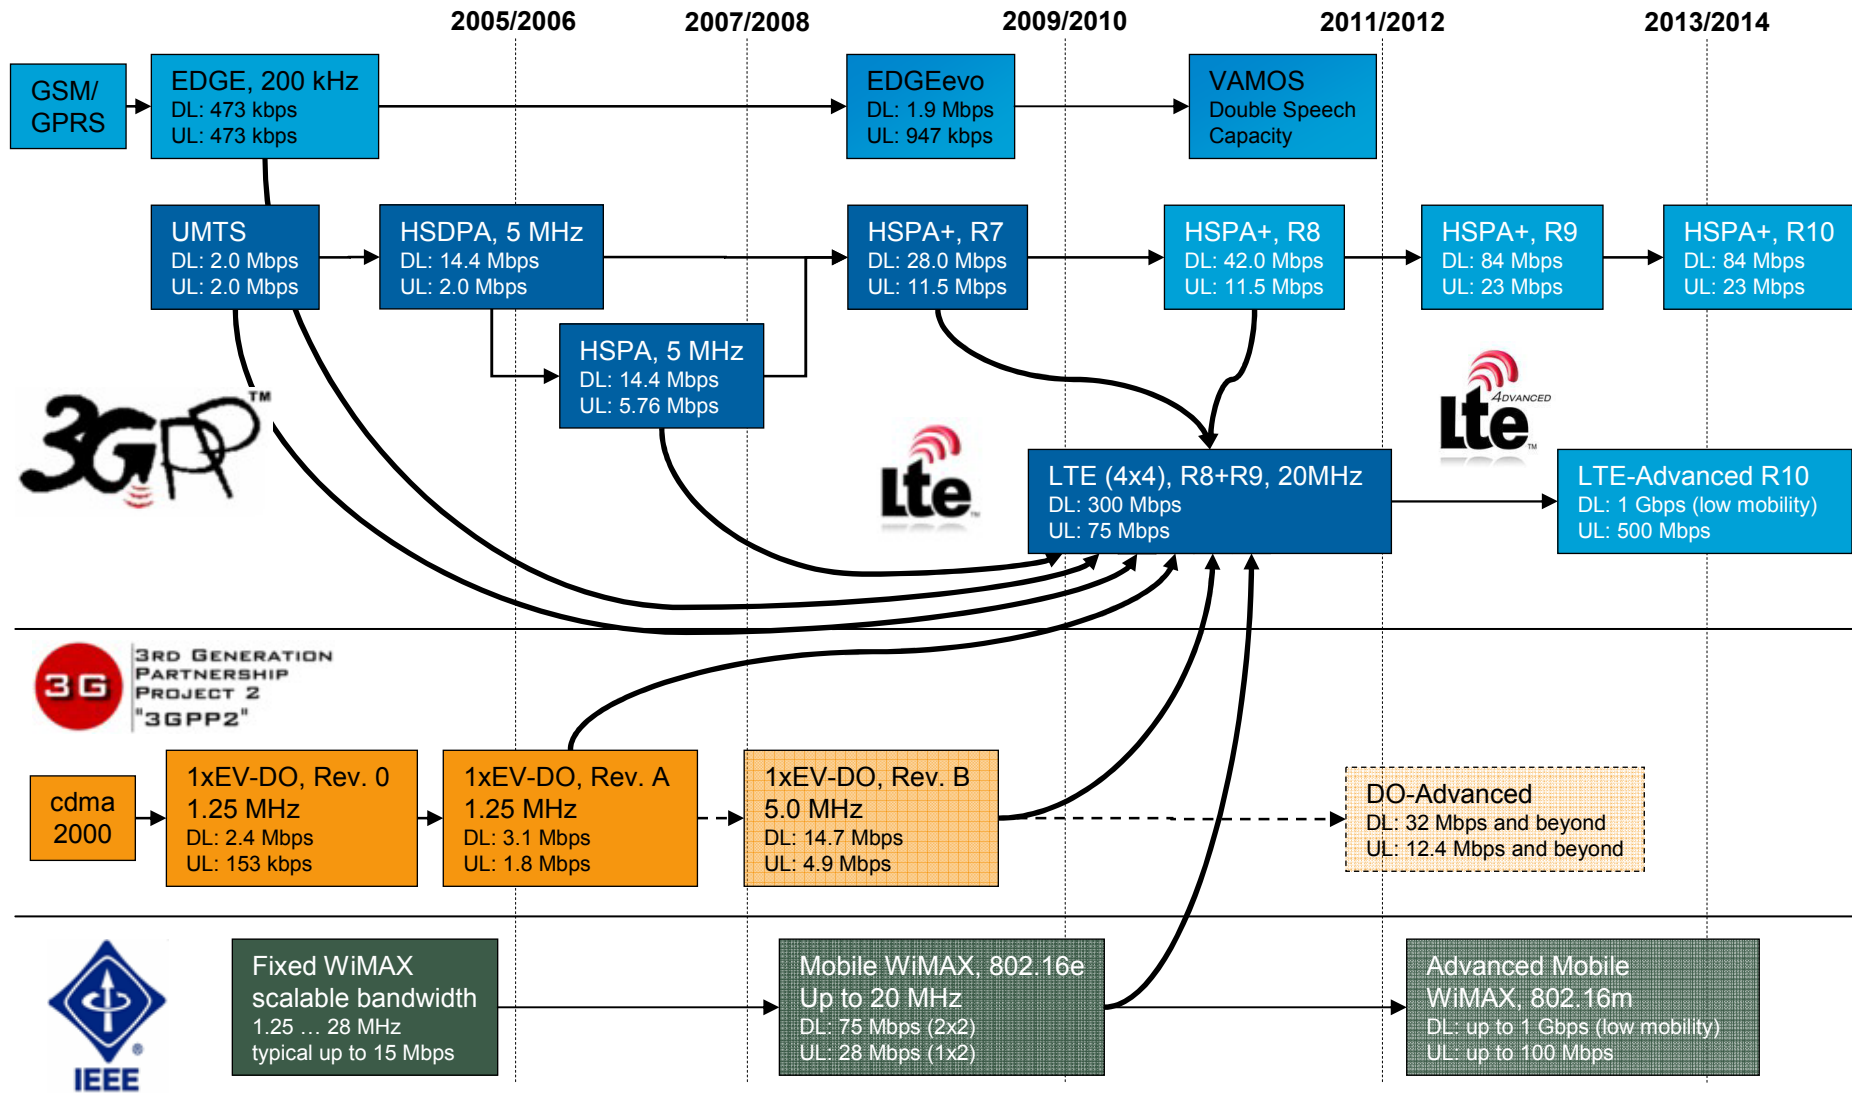 2005/2006
2007/2008
2009/2010
2011/2012
2013/2014
GSM/
GPRS
EDGE, 200 kHz
DL: 473 kbps
UL: 473 kbps
EDGEevo
DL: 1.9 Mbps
UL: 947 kbps
VAMOS
Double Speech
Capacity
UMTS
DL: 2.0 Mbps
UL: 2.0 Mbps
HSDPA, 5 MHz
DL: 14.4 Mbps
UL: 2.0 Mbps
HSPA+, R7
DL: 28.0 Mbps
UL: 11.5 Mbps
HSPA+, R8
DL: 42.0 Mbps
UL: 11.5 Mbps
HSPA+, R9
DL: 84 Mbps
UL: 23 Mbps
HSPA+, R10
DL: 84 Mbps
UL: 23 Mbps
HSPA, 5 MHz
DL: 14.4 Mbps
UL: 5.76 Mbps
3GPP™
Lte™
4DVANCED
Lte™
LTE (4x4), R8+R9, 20MHz
DL: 300 Mbps
UL: 75 Mbps
LTE-Advanced R10
DL: 1 Gbps (low mobility)
UL: 500 Mbps
3G
3RD GENERATION
PARTNERSHIP
PROJECT 2
"3GPP2"
cdma
2000
1xEV-DO, Rev. 0
1.25 MHz
DL: 2.4 Mbps
UL: 153 kbps
1xEV-DO, Rev. A
1.25 MHz
DL: 3.1 Mbps
UL: 1.8 Mbps
1xEV-DO, Rev. B
5.0 MHz
DL: 14.7 Mbps
UL: 4.9 Mbps
DO-Advanced
DL: 32 Mbps and beyond
UL: 12.4 Mbps and beyond
IEEE
®
Fixed WiMAX
scalable bandwidth
1.25 … 28 MHz
typical up to 15 Mbps
Mobile WiMAX, 802.16e
Up to 20 MHz
DL: 75 Mbps (2x2)
UL: 28 Mbps (1x2)
Advanced Mobile
WiMAX, 802.16m
DL: up to 1 Gbps (low mobility)
UL: up to 100 Mbps